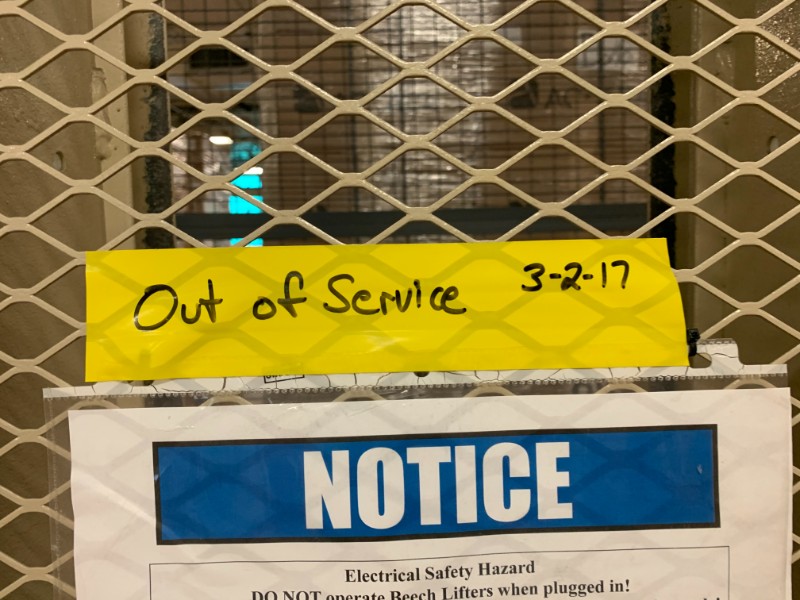 Out of Service 3-2-17
NOTICE
Electrical Safety Hazard
DO NOT operate Beech Lifters when plugged in!